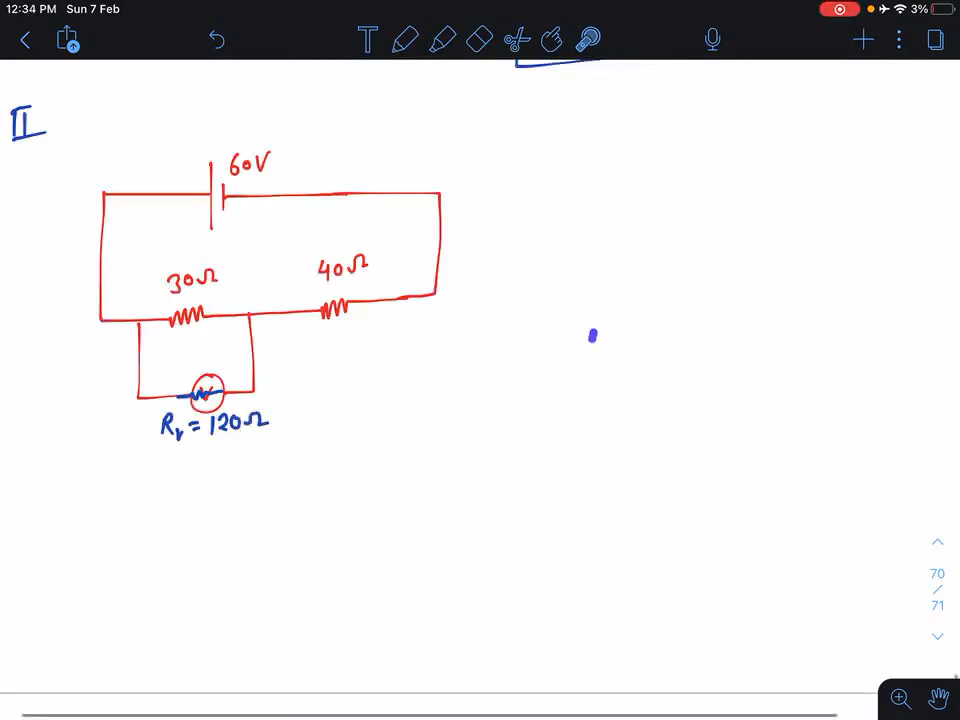 12:34 PM Sun 7 Feb
3%
T
II
60V
30Ω
40Ω
V
Rv = 120Ω
70
/
71